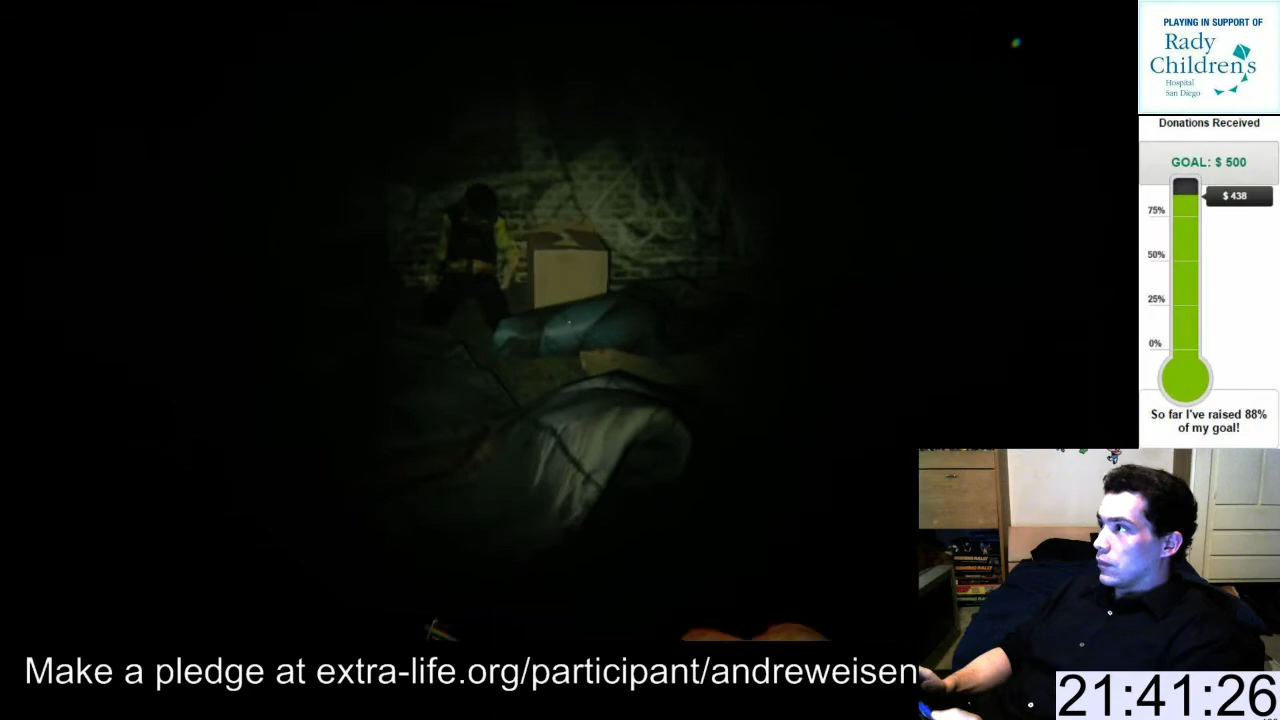 PLAYING IN SUPPORT OF
Rady
Children's
Hospital
San Diego
Donations Received
GOAL: $ 500
$ 438
75%
50%
25%
0%
So far I've raised 88%
of my goal!
Make a pledge at extra-life.org/participant/andreweisen
21:41:26